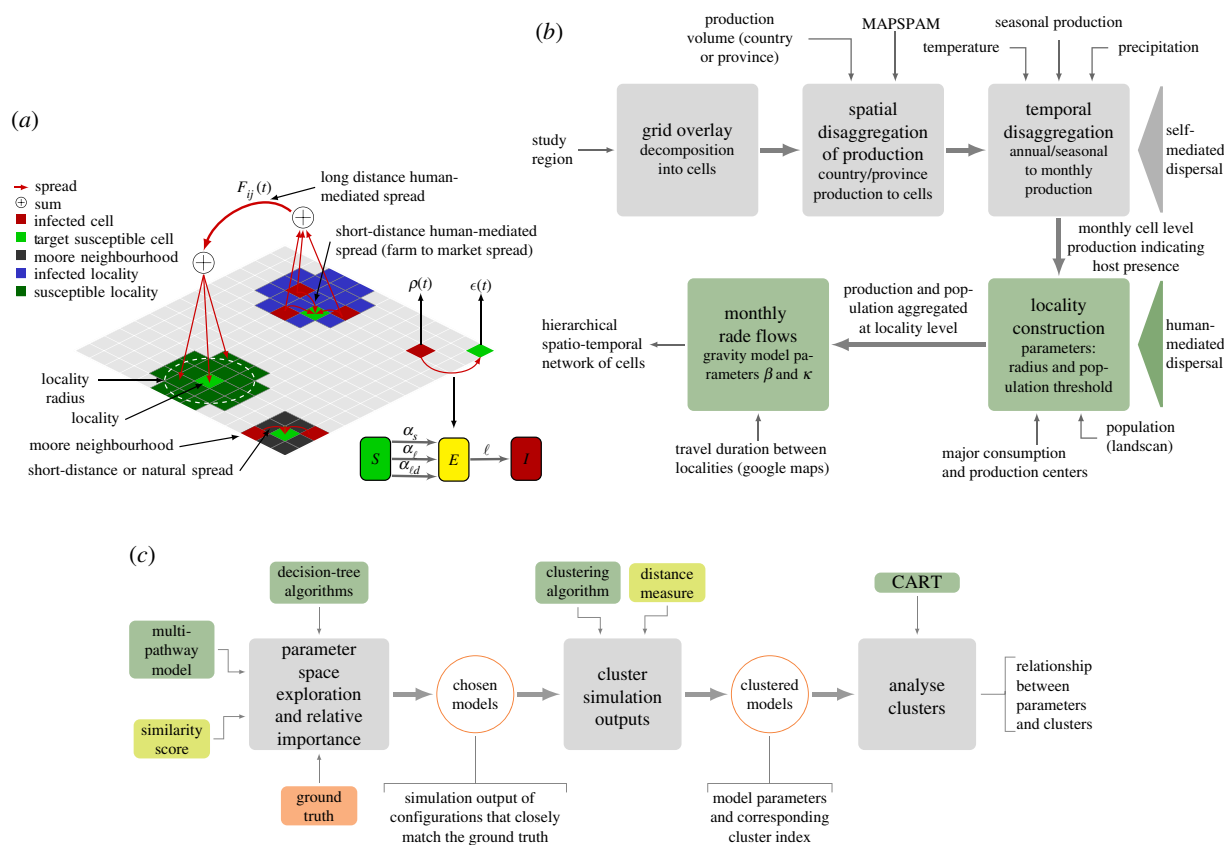 (a)
spread
sum
infected cell
target susceptible cell
moore neighbourhood
infected locality
susceptible locality
F_ij(t)
long distance human-
mediated spread
short-distance human-mediated
spread (farm to market spread)
ρ(t)
ϵ(t)
locality
radius
locality
moore neighbourhood
short-distance or natural spread
S
α_s
α_ℓ
α_ℓd
E
ℓ
I
(b)
production
volume (country
or province)
MAPSPAM
seasonal production
temperature
precipitation
study
region
grid overlay
decomposition
into cells
spatial
disaggregation
of production
country/province
production to cells
temporal
disaggregation
annual/seasonal
to monthly
production
self-
mediated
dispersal
monthly cell level
production indicating
host presence
hierarchical
spatio-temporal
network of cells
monthly
rade flows
gravity model pa-
rameters β and κ
production and pop-
ulation aggregated
at locality level
locality
construction
parameters:
radius and pop-
ulation threshold
human-
mediated
dispersal
travel duration between
localities (google maps)
major consumption
and production centers
population
(landscan)
(c)
decision-tree
algorithms
multi-
pathway
model
similarity
score
parameter
space
exploration
and relative
importance
ground
truth
chosen
models
simulation output of
configurations that closely
match the ground truth
clustering
algorithm
distance
measure
cluster
simulation
outputs
clustered
models
model parameters
and corresponding
cluster index
CART
analyse
clusters
relationship
between
parameters
and clusters